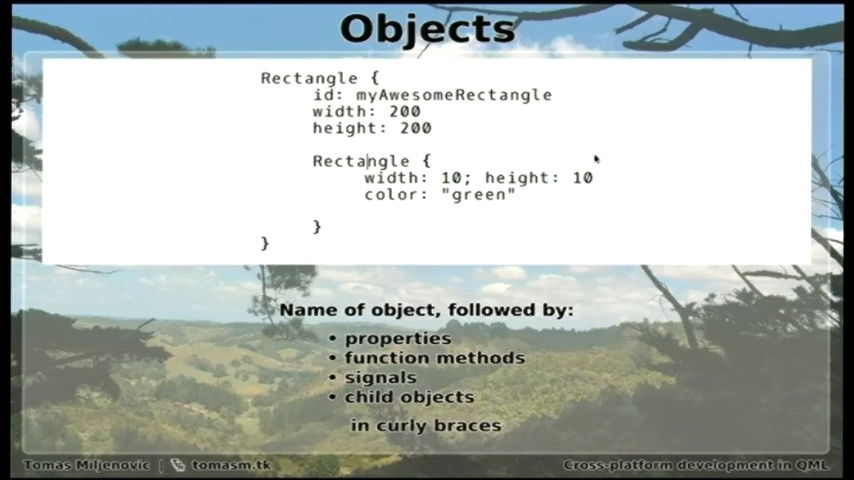 Objects
Rectangle {
id: myAwesomeRectangle
width: 200
height: 200
Rectangle {
width: 10; height: 10
color: "green"
}
}
Name of object, followed by:
• properties
• function methods
• signals
• child objects
in curly braces
Tomas Miljenovic | tomasm.tk
Cross-platform development in QML